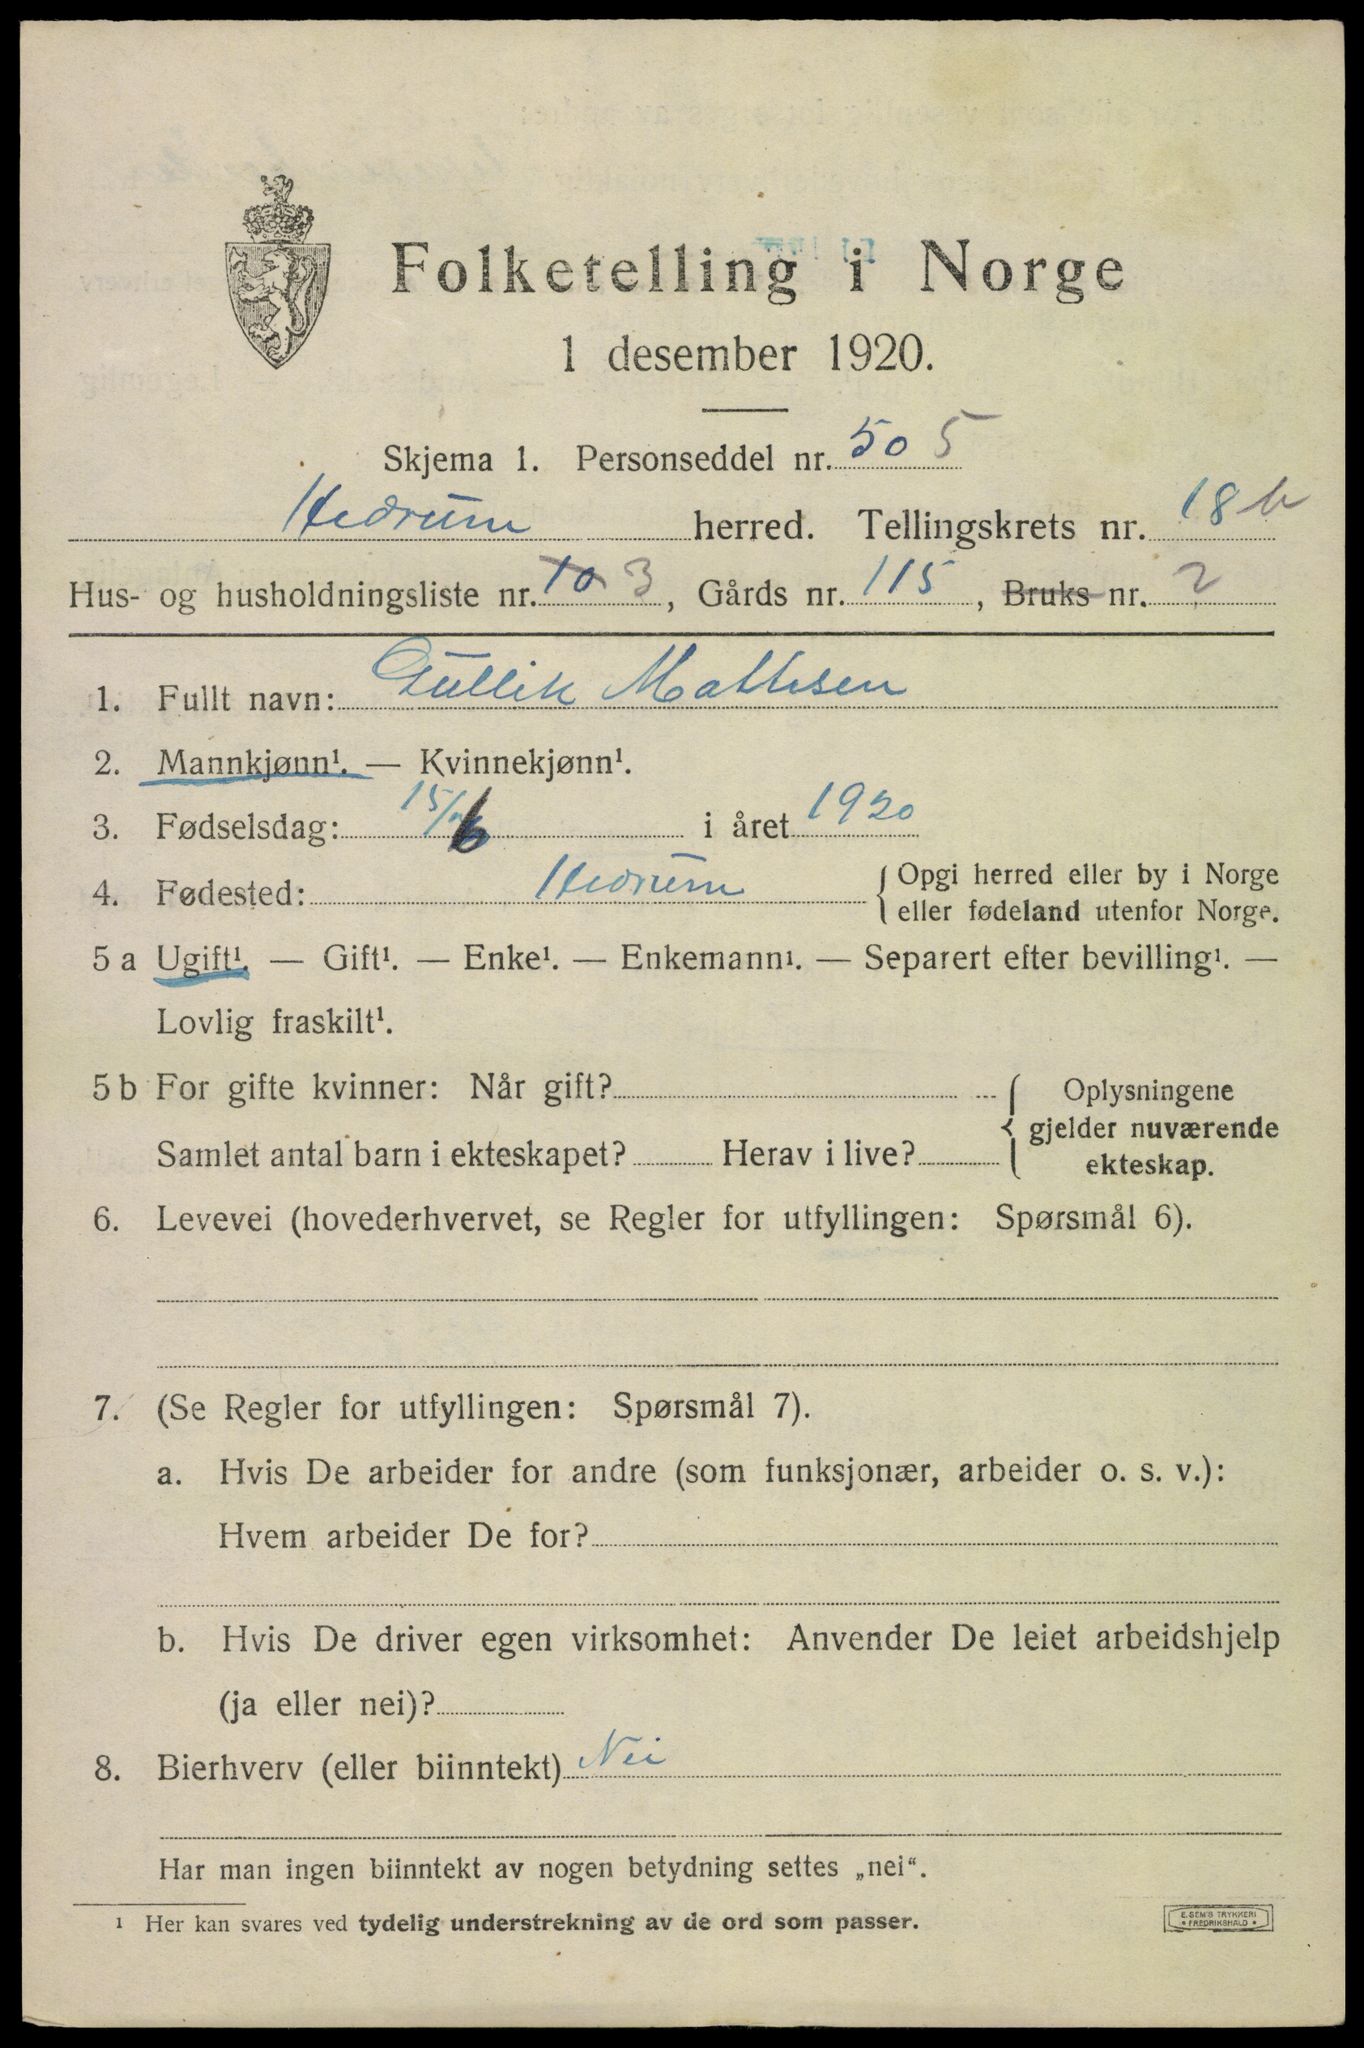 Folketelling i Norge
1 desember 1920.
Skjema 1. Personseddel nr. 505
Hedrum herred. Tellingskrets nr. 18 b
Hus- og husholdningsliste nr. 10 3, Gårds nr. 115, Bruks nr. 2
1. Fullt navn: Gullik Mathisen
2. Mannkjønn¹. — Kvinnekjønn¹.
3. Fødselsdag: 15/6 i året 1920
4. Fødested: Hedrum { Opgi herred eller by i Norge
eller fødeland utenfor Norge.
5 a Ugift¹. — Gift¹. — Enke¹. — Enkemann¹. — Separert efter bevilling¹. —
Lovlig fraskilt¹.
5 b For gifte kvinner: Når gift? { Oplysningene
gjelder nuværende
Samlet antal barn i ekteskapet? Herav i live?
ekteskap.
6. Levevei (hovederhvervet, se Regler for utfyllingen: Spørsmål 6).
7. (Se Regler for utfyllingen: Spørsmål 7).
a. Hvis De arbeider for andre (som funksjonær, arbeider o. s. v.):
Hvem arbeider De for?
b. Hvis De driver egen virksomhet: Anvender De leiet arbeidshjelp
(ja eller nei)?
8. Bierhverv (eller biinntekt) Nei
Har man ingen biinntekt av nogen betydning settes „nei“.
¹ Her kan svares ved tydelig understrekning av de ord som passer.
E. SEM'S TRYKKERI
• FREDRIKSHALD •